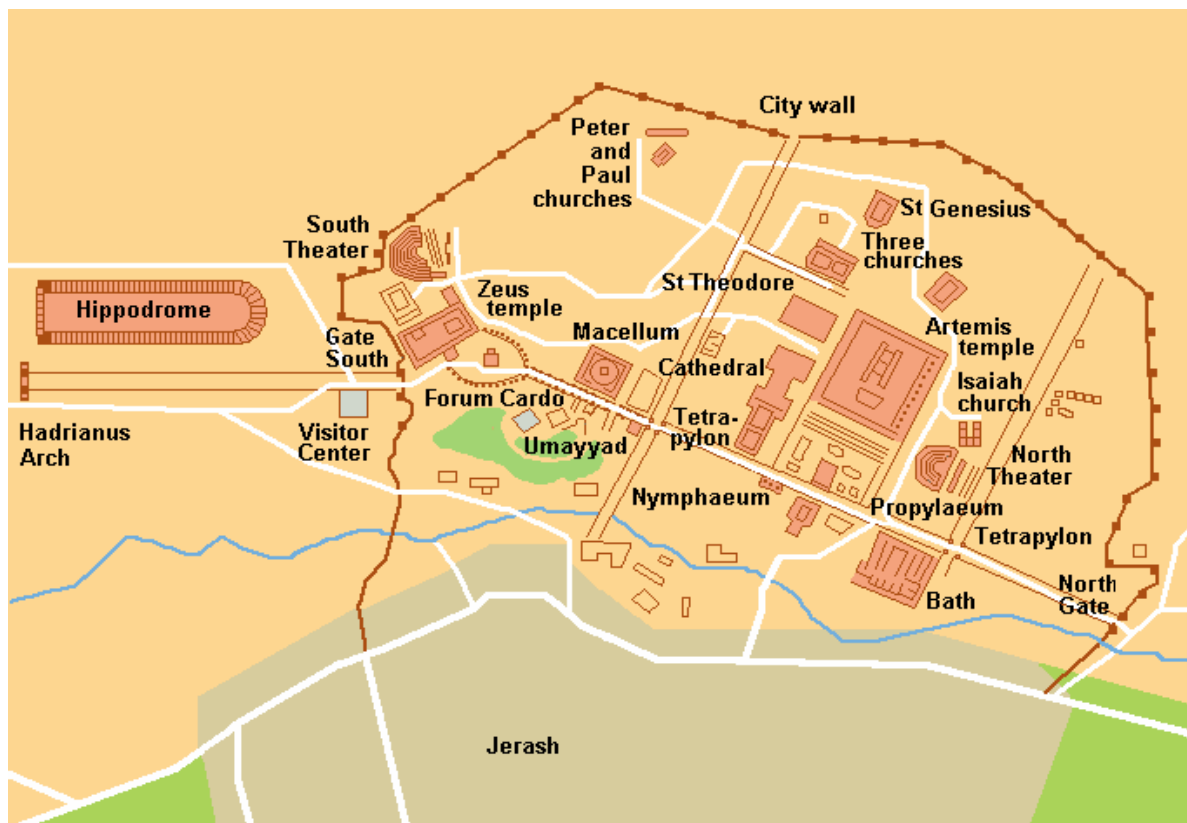 City wall
Peter
and
Paul
churches
St Genesius
South
Theater
Three
churches
St Theodore
Zeus
temple
Hippodrome
Macellum
Artemis
temple
Gate
South
Cathedral
Isaiah
church
Forum Cardo
Tetra-
pylon
Hadrianus
Arch
Visitor
Center
Umayyad
North
Theater
Nymphaeum
Propylaeum
Tetrapylon
North
Gate
Bath
Jerash